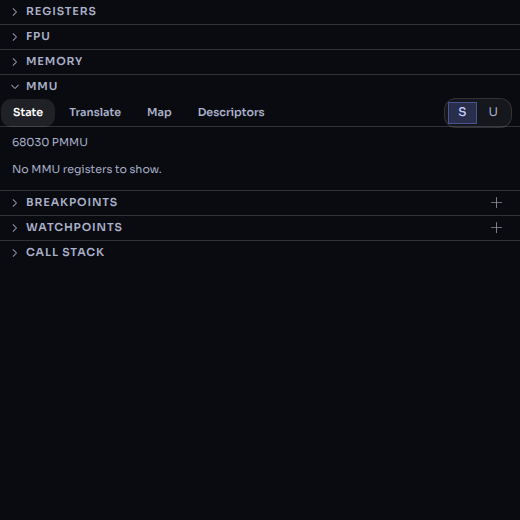 REGISTERS
FPU
MEMORY
MMU
State Translate Map Descriptors S U
68030 PMMU
No MMU registers to show.
BREAKPOINTS
WATCHPOINTS
CALL STACK